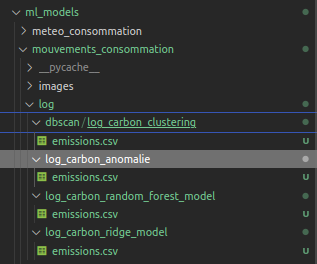 ml_models
meteo_consommation
mouvements_consommation
__pycache__
images
log
dbscan/log_carbon_clustering
emissions.csv U
log_carbon_anomalie
emissions.csv U
log_carbon_random_forest_model
emissions.csv U
log_carbon_ridge_model
emissions.csv U